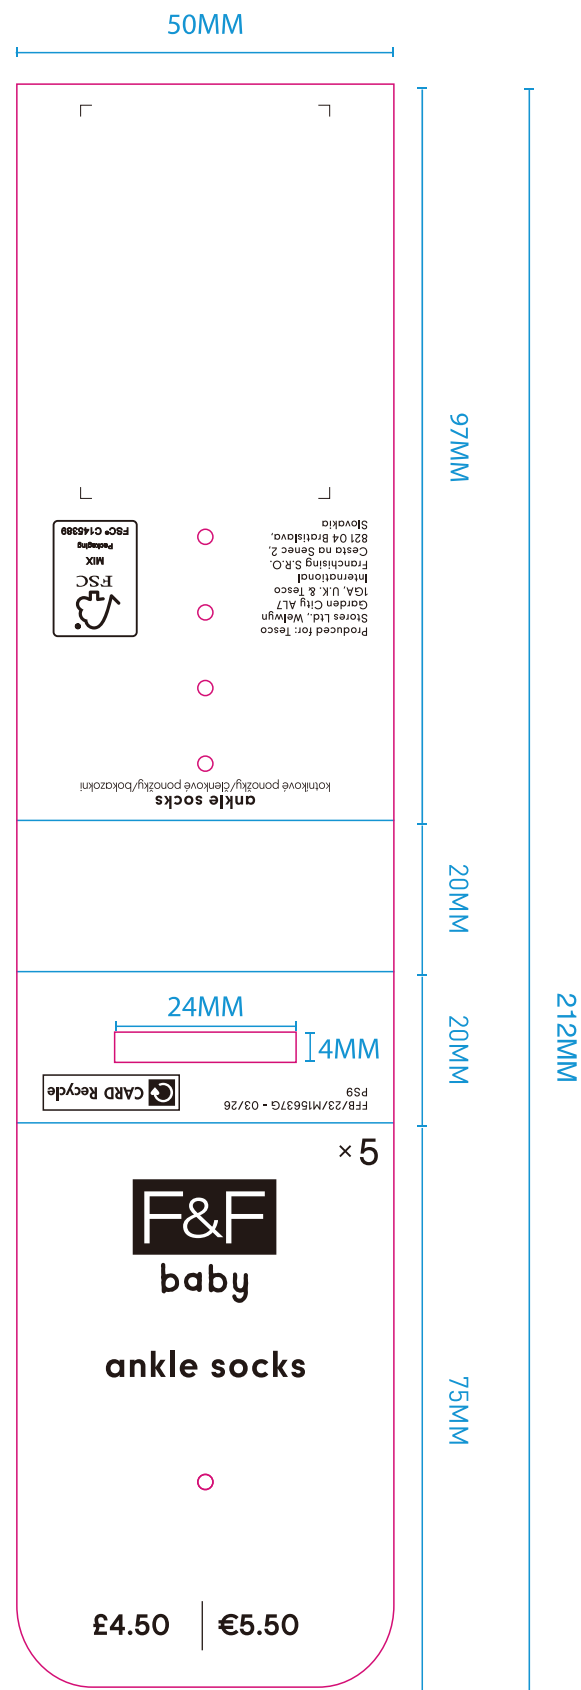 50MM
97MM
20MM
20MM
212MM
75MM
FSC
MIX
Packaging
FSC® C145389
Produced for: Tesco
Stores Ltd., Welwyn
Garden City AL7
1GA, U.K. & Tesco
International
Franchising S.R.O.
Cesta na Senec 2,
821 04 Bratislava,
Slovakia
ankle socks
kotníkové ponožky/členkové ponožky/bokazokni
24MM
4MM
CARD Recycle
FFB/23/M15637G - 03/26
PS9
×5
F&F
baby
ankle socks
£4.50 | €5.50